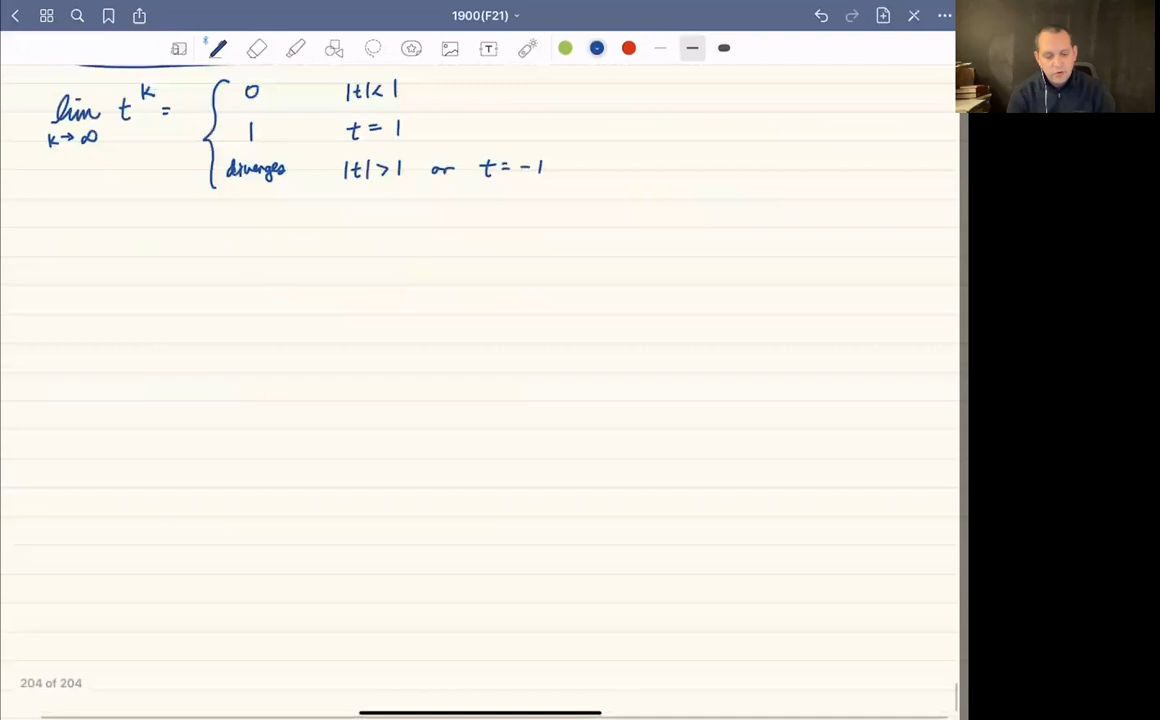 1900(F21)
lim t^k = { 0 |t|<1
k→∞
1 t = 1
diverges |t|>1 or t = -1
204 of 204